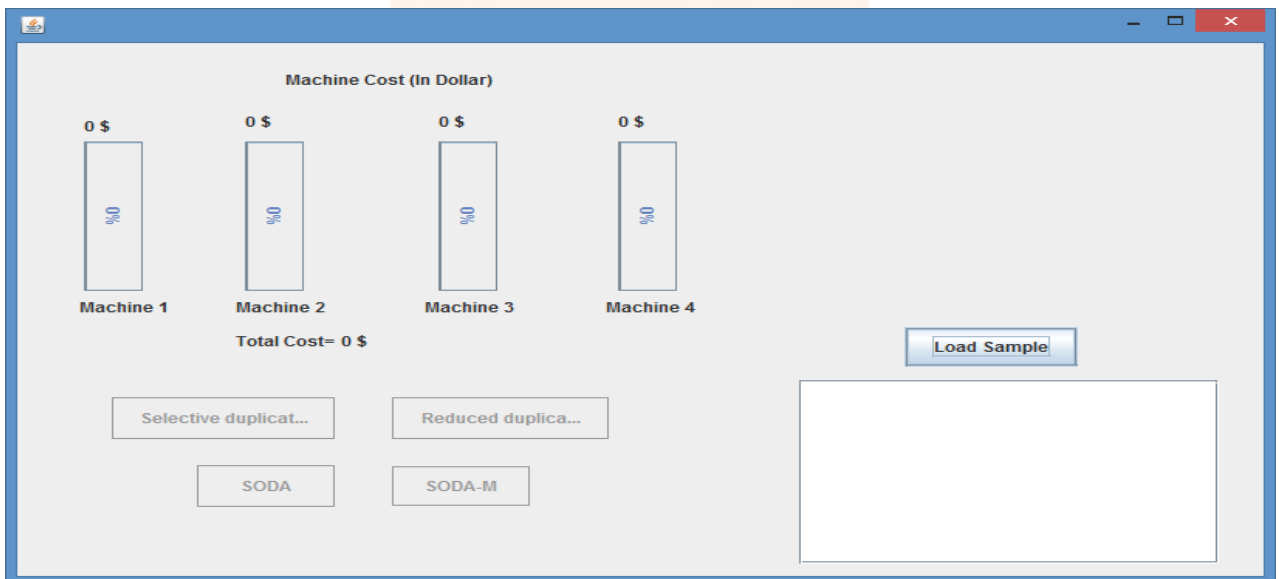 Machine Cost (In Dollar)
0 $ 0 $ 0 $ 0 $
%0 %0 %0 %0
Machine 1 Machine 2 Machine 3 Machine 4
Total Cost= 0 $
Load Sample
Selective duplicat... Reduced duplica...
SODA SODA-M